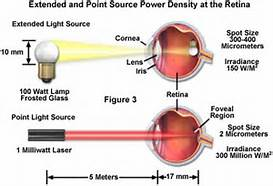 Extended and Point Source Power Density at the Retina
Extended Light Source
Cornea
Spot Size
300-400
Micrometers
10 mm
Lens
Iris
Irradiance
150 W/M²
Retina
100 Watt Lamp
Frosted Glass
Figure 3
Foveal
Region
Point Light Source
Spot Size
2 Micrometers
Irradiance
300 Million W/M²
1 Milliwatt Laser
5 Meters
17 mm